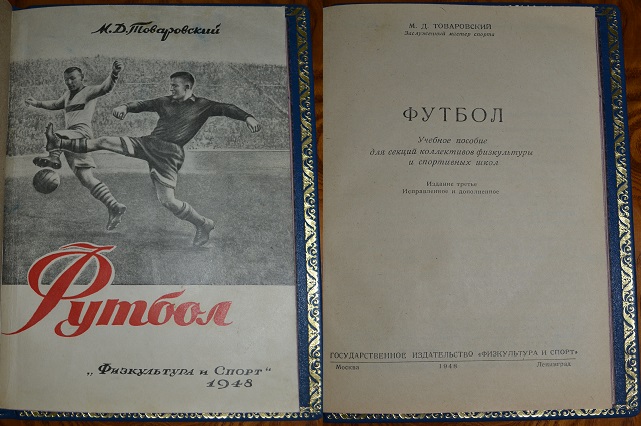 М. Д. Товаровский
Футбол
„Физкультура и Спорт"
1948
М. Д. ТОВАРОВСКИЙ
Заслуженный мастер спорта
ФУТБОЛ
Учебное пособие
для секций коллективов физкультуры
и спортивных школ
Издание третье
Исправленное и дополненное
ГОСУДАРСТВЕННОЕ ИЗДАТЕЛЬСТВО «ФИЗКУЛЬТУРА И СПОРТ»
Москва 1948 Ленинград